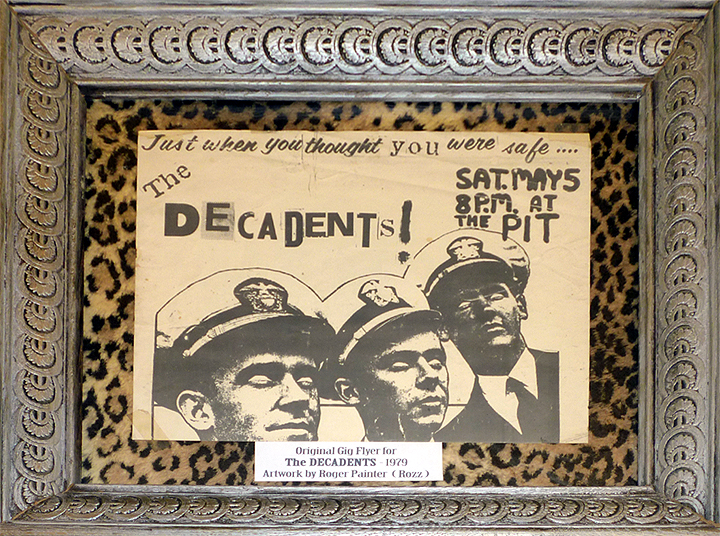 Just when you thought you were safe ....
The
DECADENTS!
SAT. MAY 5
8 P.M. AT
THE PIT
Original Gig Flyer for
The DECADENTS - 1979
Artwork by Roger Painter ( Rozz )